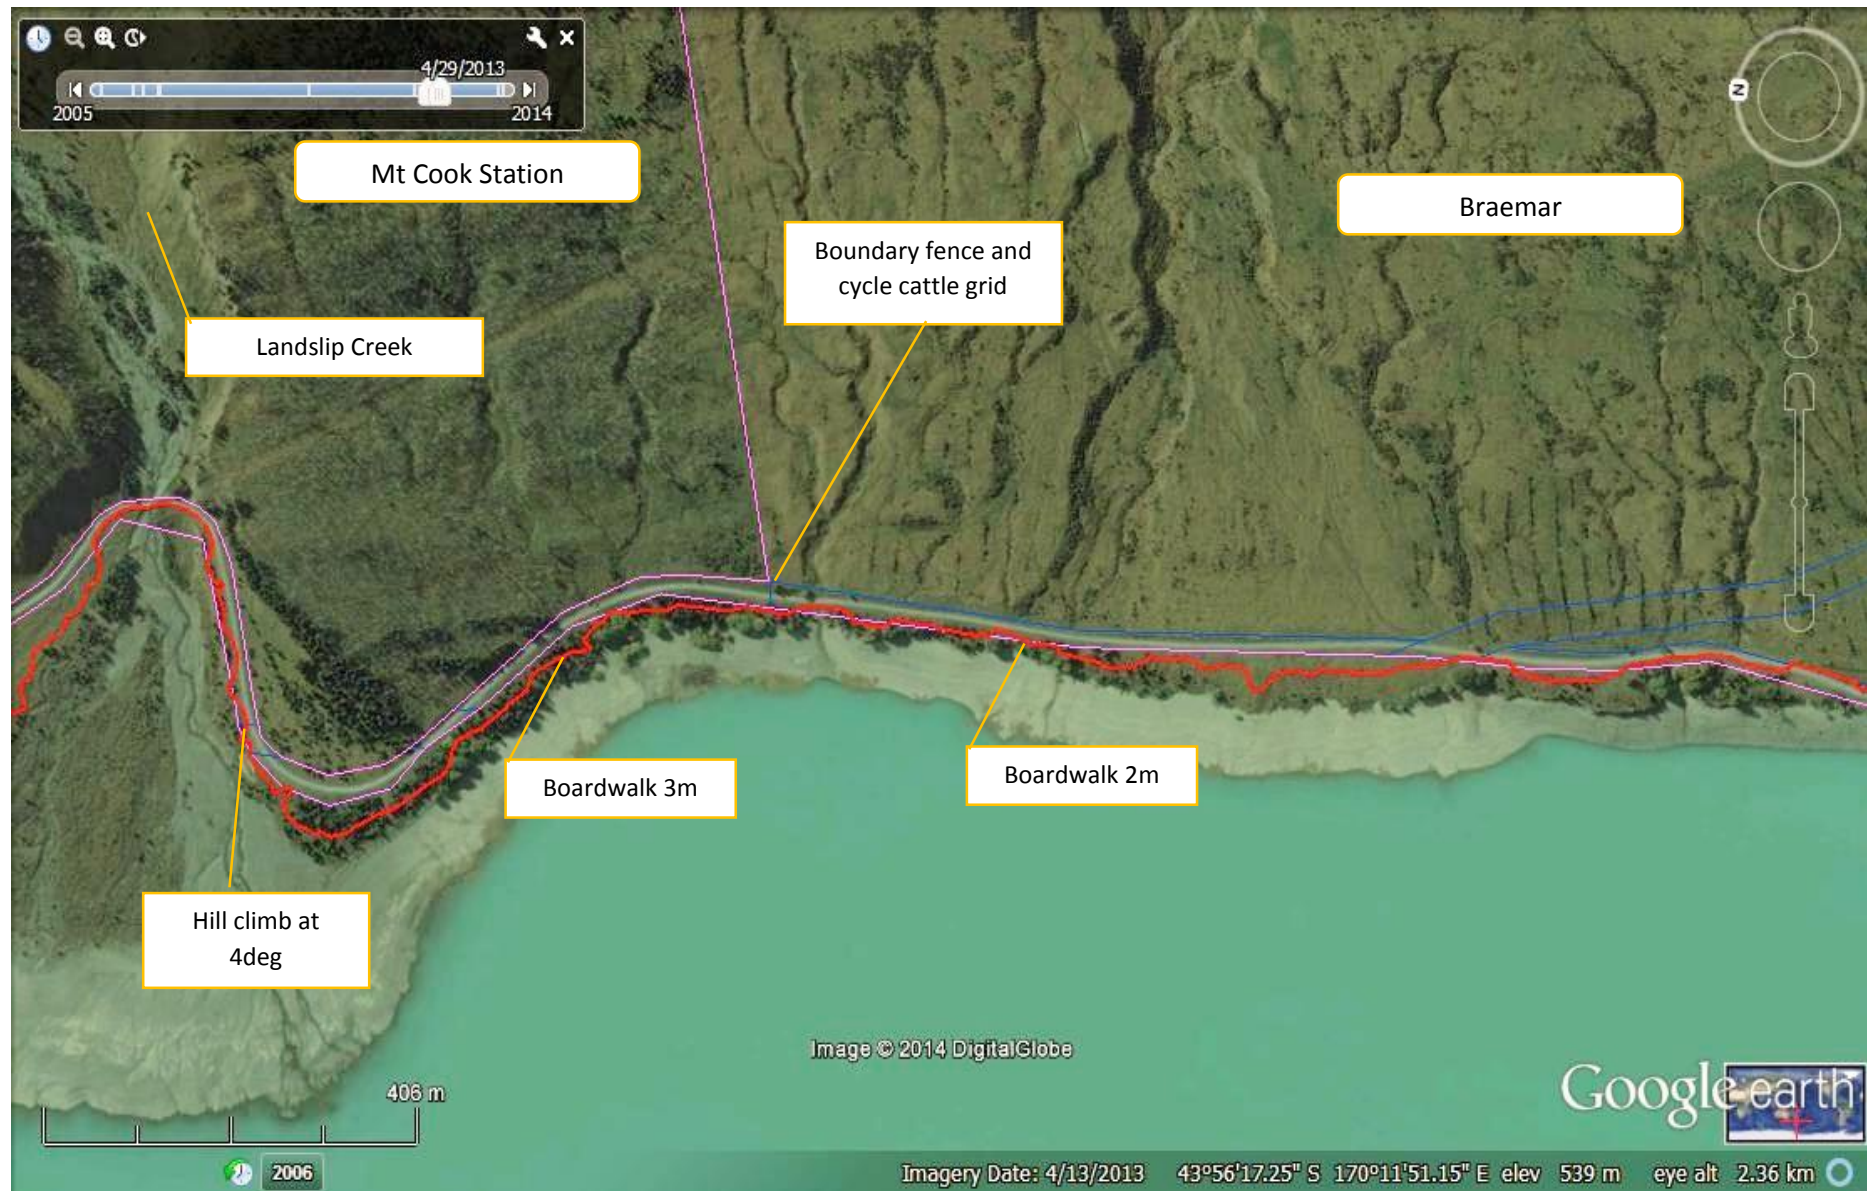 4/29/2013
2005
2014
Mt Cook Station
Braemar
N
Boundary fence and
cycle cattle grid
Landslip Creek
Boardwalk 3m
Boardwalk 2m
Hill climb at
4deg
Image © 2014 DigitalGlobe
406 m
Google earth
2006
Imagery Date: 4/13/2013 43°56'17.25" S 170°11'51.15" E elev 539 m eye alt 2.36 km